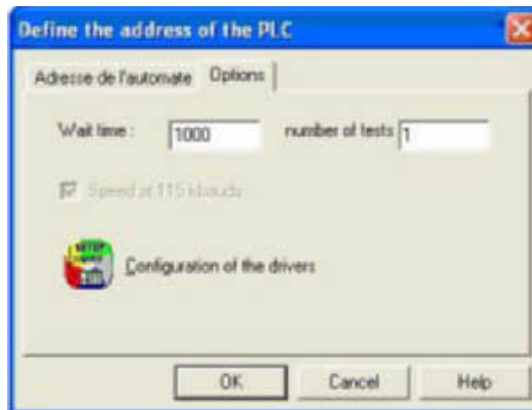 Define the address of the PLC
Adresse de l'automate Options
Wait time : 1000 number of tests 1
Speed at 115 kbauds
Configuration of the drivers
OK Cancel Help